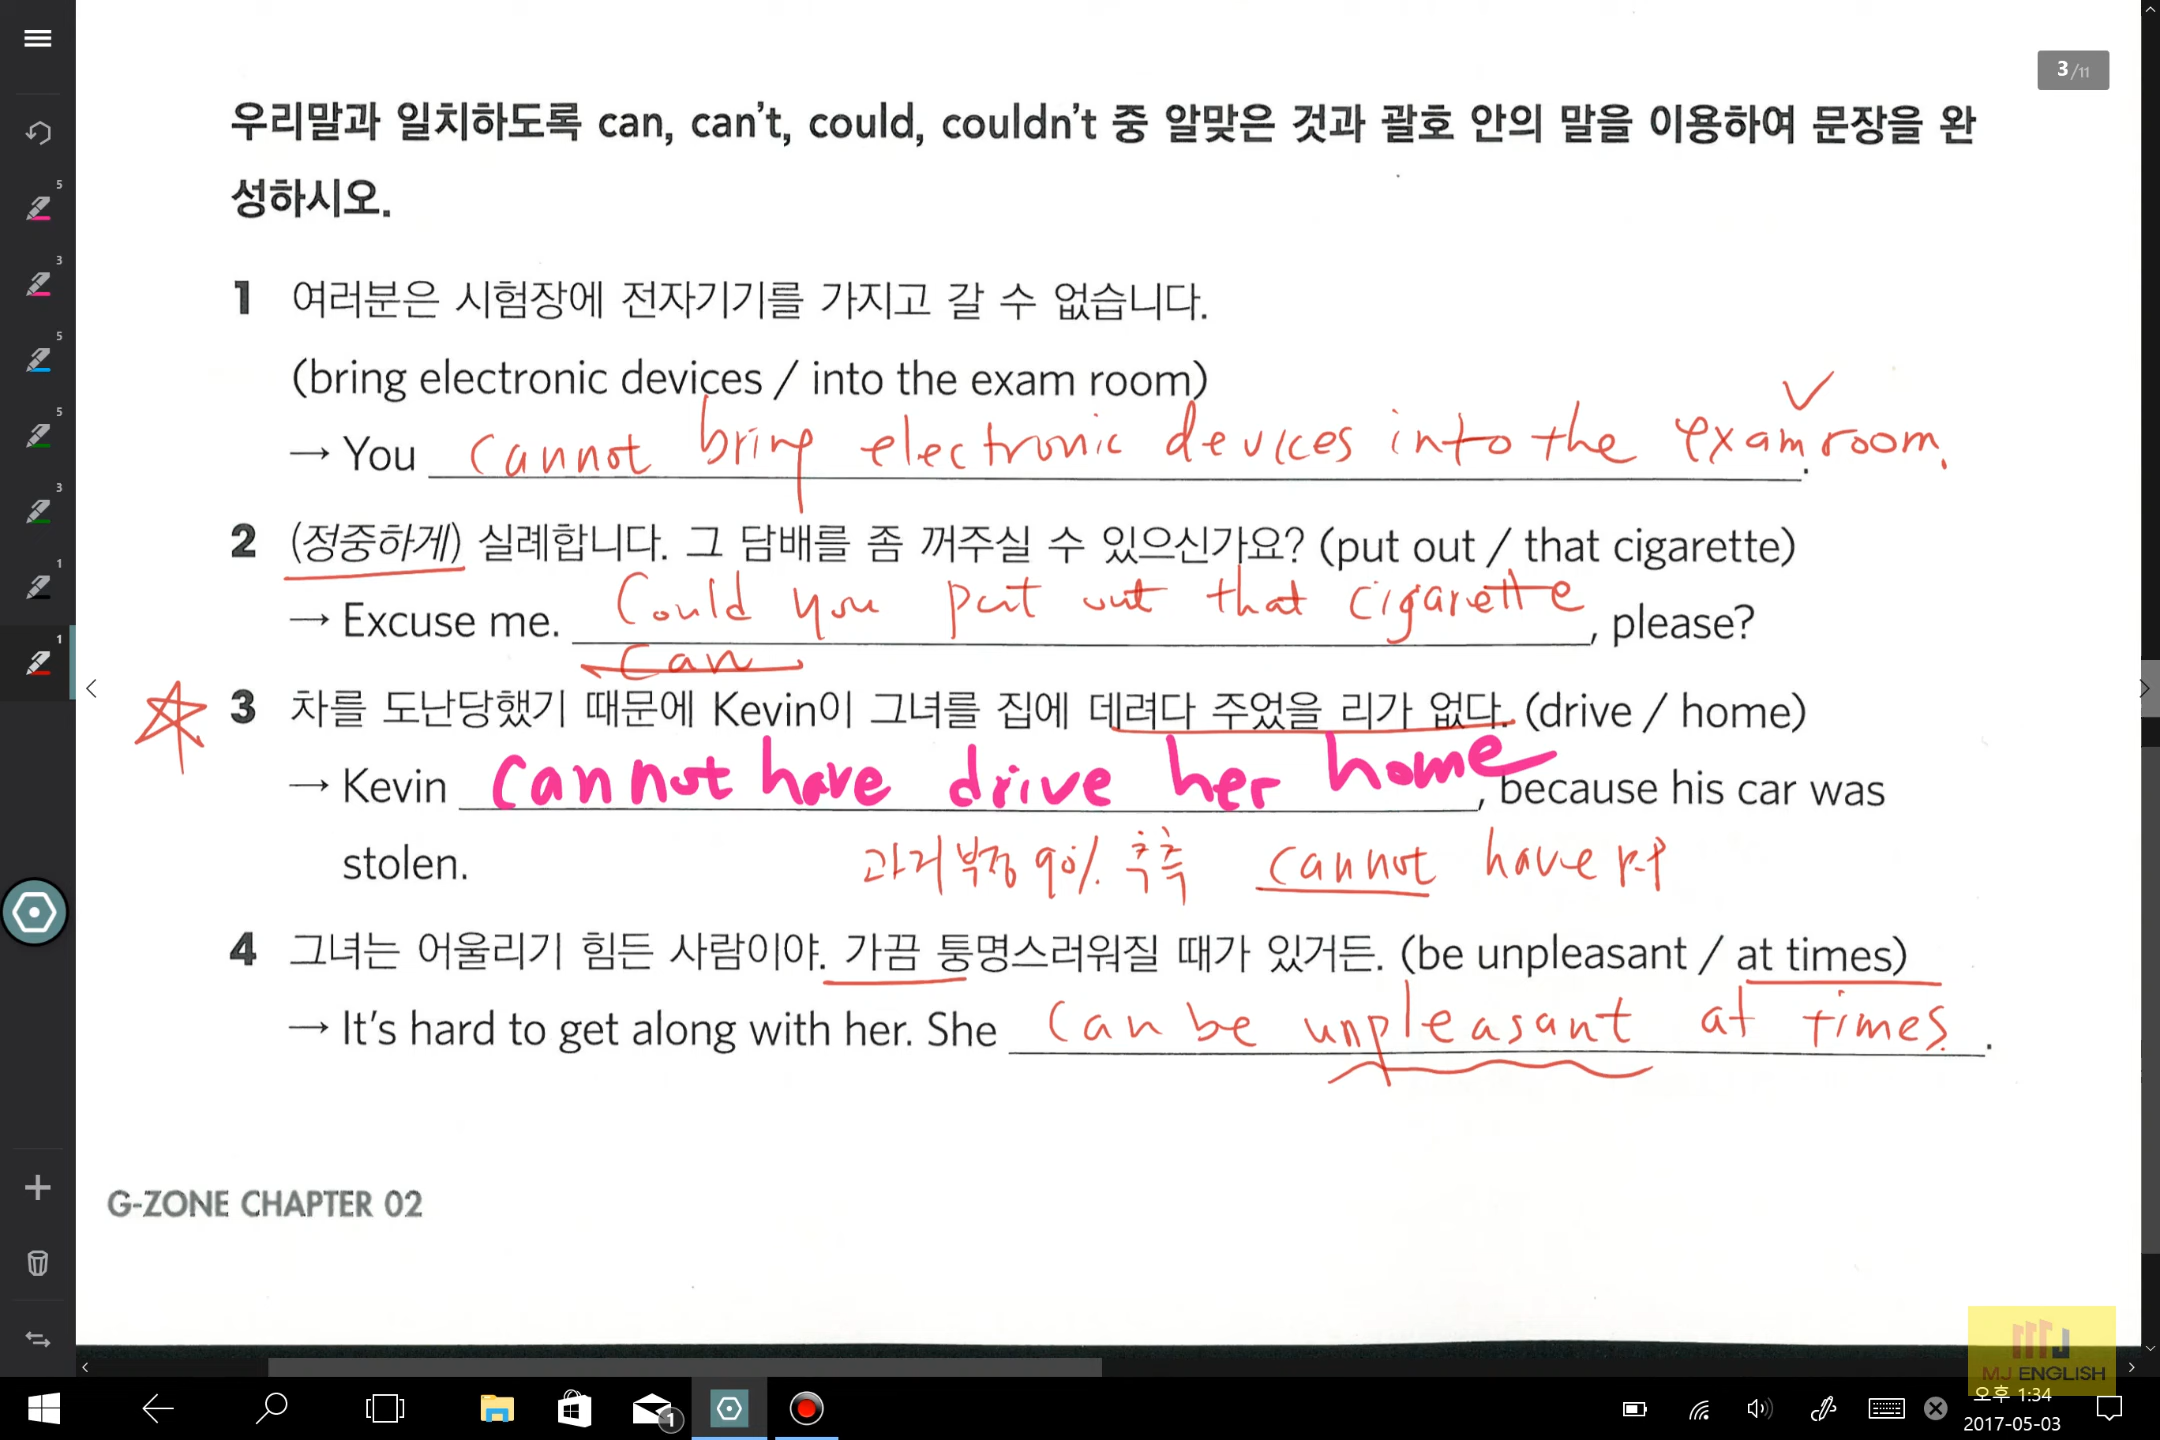 3 /11
우리말과 일치하도록 can, can't, could, couldn't 중 알맞은 것과 괄호 안의 말을 이용하여 문장을 완
성하시오.
1 여러분은 시험장에 전자기기를 가지고 갈 수 없습니다.
(bring electronic devices / into the exam room)
→ You cannot bring electronic devices into the exam room.
2 (정중하게) 실례합니다. 그 담배를 좀 꺼주실 수 있으신가요? (put out / that cigarette)
→ Excuse me. Could you put out that cigarette, please?
can
3 차를 도난당했기 때문에 Kevin이 그녀를 집에 데려다 주었을 리가 없다. (drive / home)
→ Kevin cannot have drive her home, because his car was
stolen.
과거 부정 90% 추측 cannot have p.p
4 그녀는 어울리기 힘든 사람이야. 가끔 퉁명스러워질 때가 있거든. (be unpleasant / at times)
→ It's hard to get along with her. She can be unpleasant at times.
G-ZONE CHAPTER 02
MJ ENGLISH
오후 1:34
2017-05-03
5
3
5
5
3
1
1
1